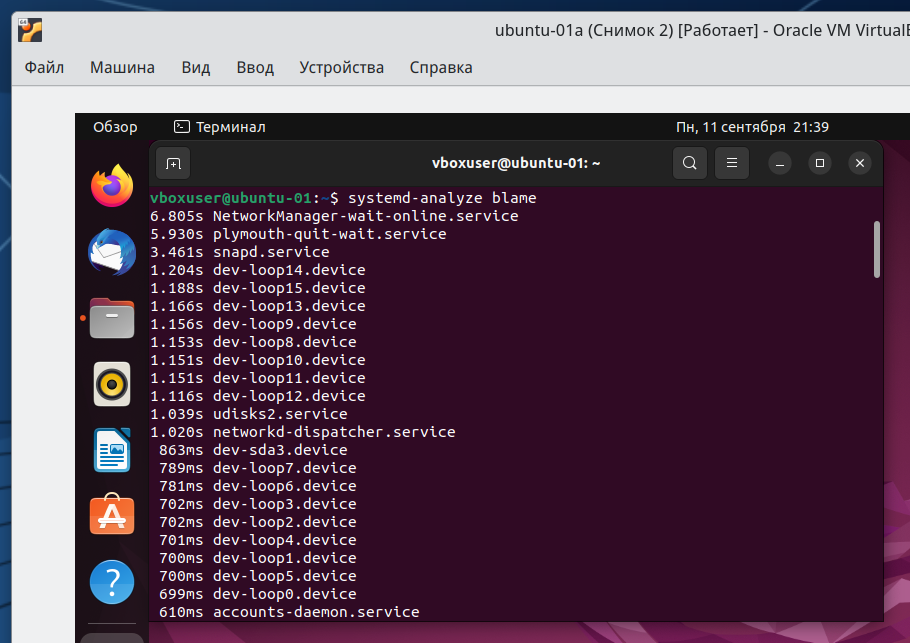 64
ubuntu-01a (Снимок 2) [Работает] - Oracle VM VirtualB
Файл Машина Вид Ввод Устройства Справка
Обзор Терминал Пн, 11 сентября 21:39
vboxuser@ubuntu-01: ~
vboxuser@ubuntu-01:~$ systemd-analyze blame
6.805s NetworkManager-wait-online.service
5.930s plymouth-quit-wait.service
3.461s snapd.service
1.204s dev-loop14.device
1.188s dev-loop15.device
1.166s dev-loop13.device
1.156s dev-loop9.device
1.153s dev-loop8.device
1.151s dev-loop10.device
1.151s dev-loop11.device
1.116s dev-loop12.device
1.039s udisks2.service
1.020s networkd-dispatcher.service
863ms dev-sda3.device
789ms dev-loop7.device
781ms dev-loop6.device
702ms dev-loop3.device
702ms dev-loop2.device
701ms dev-loop4.device
700ms dev-loop1.device
700ms dev-loop5.device
699ms dev-loop0.device
610ms accounts-daemon.service